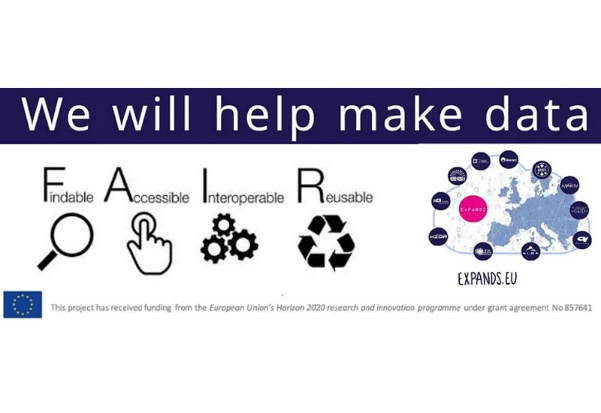 We will help make data
Findable Accessible Interoperable Reusable
ExPaNDS
EXPANDS.EU
This project has received funding from the European Union's Horizon 2020 research and innovation programme under grant agreement No 857641